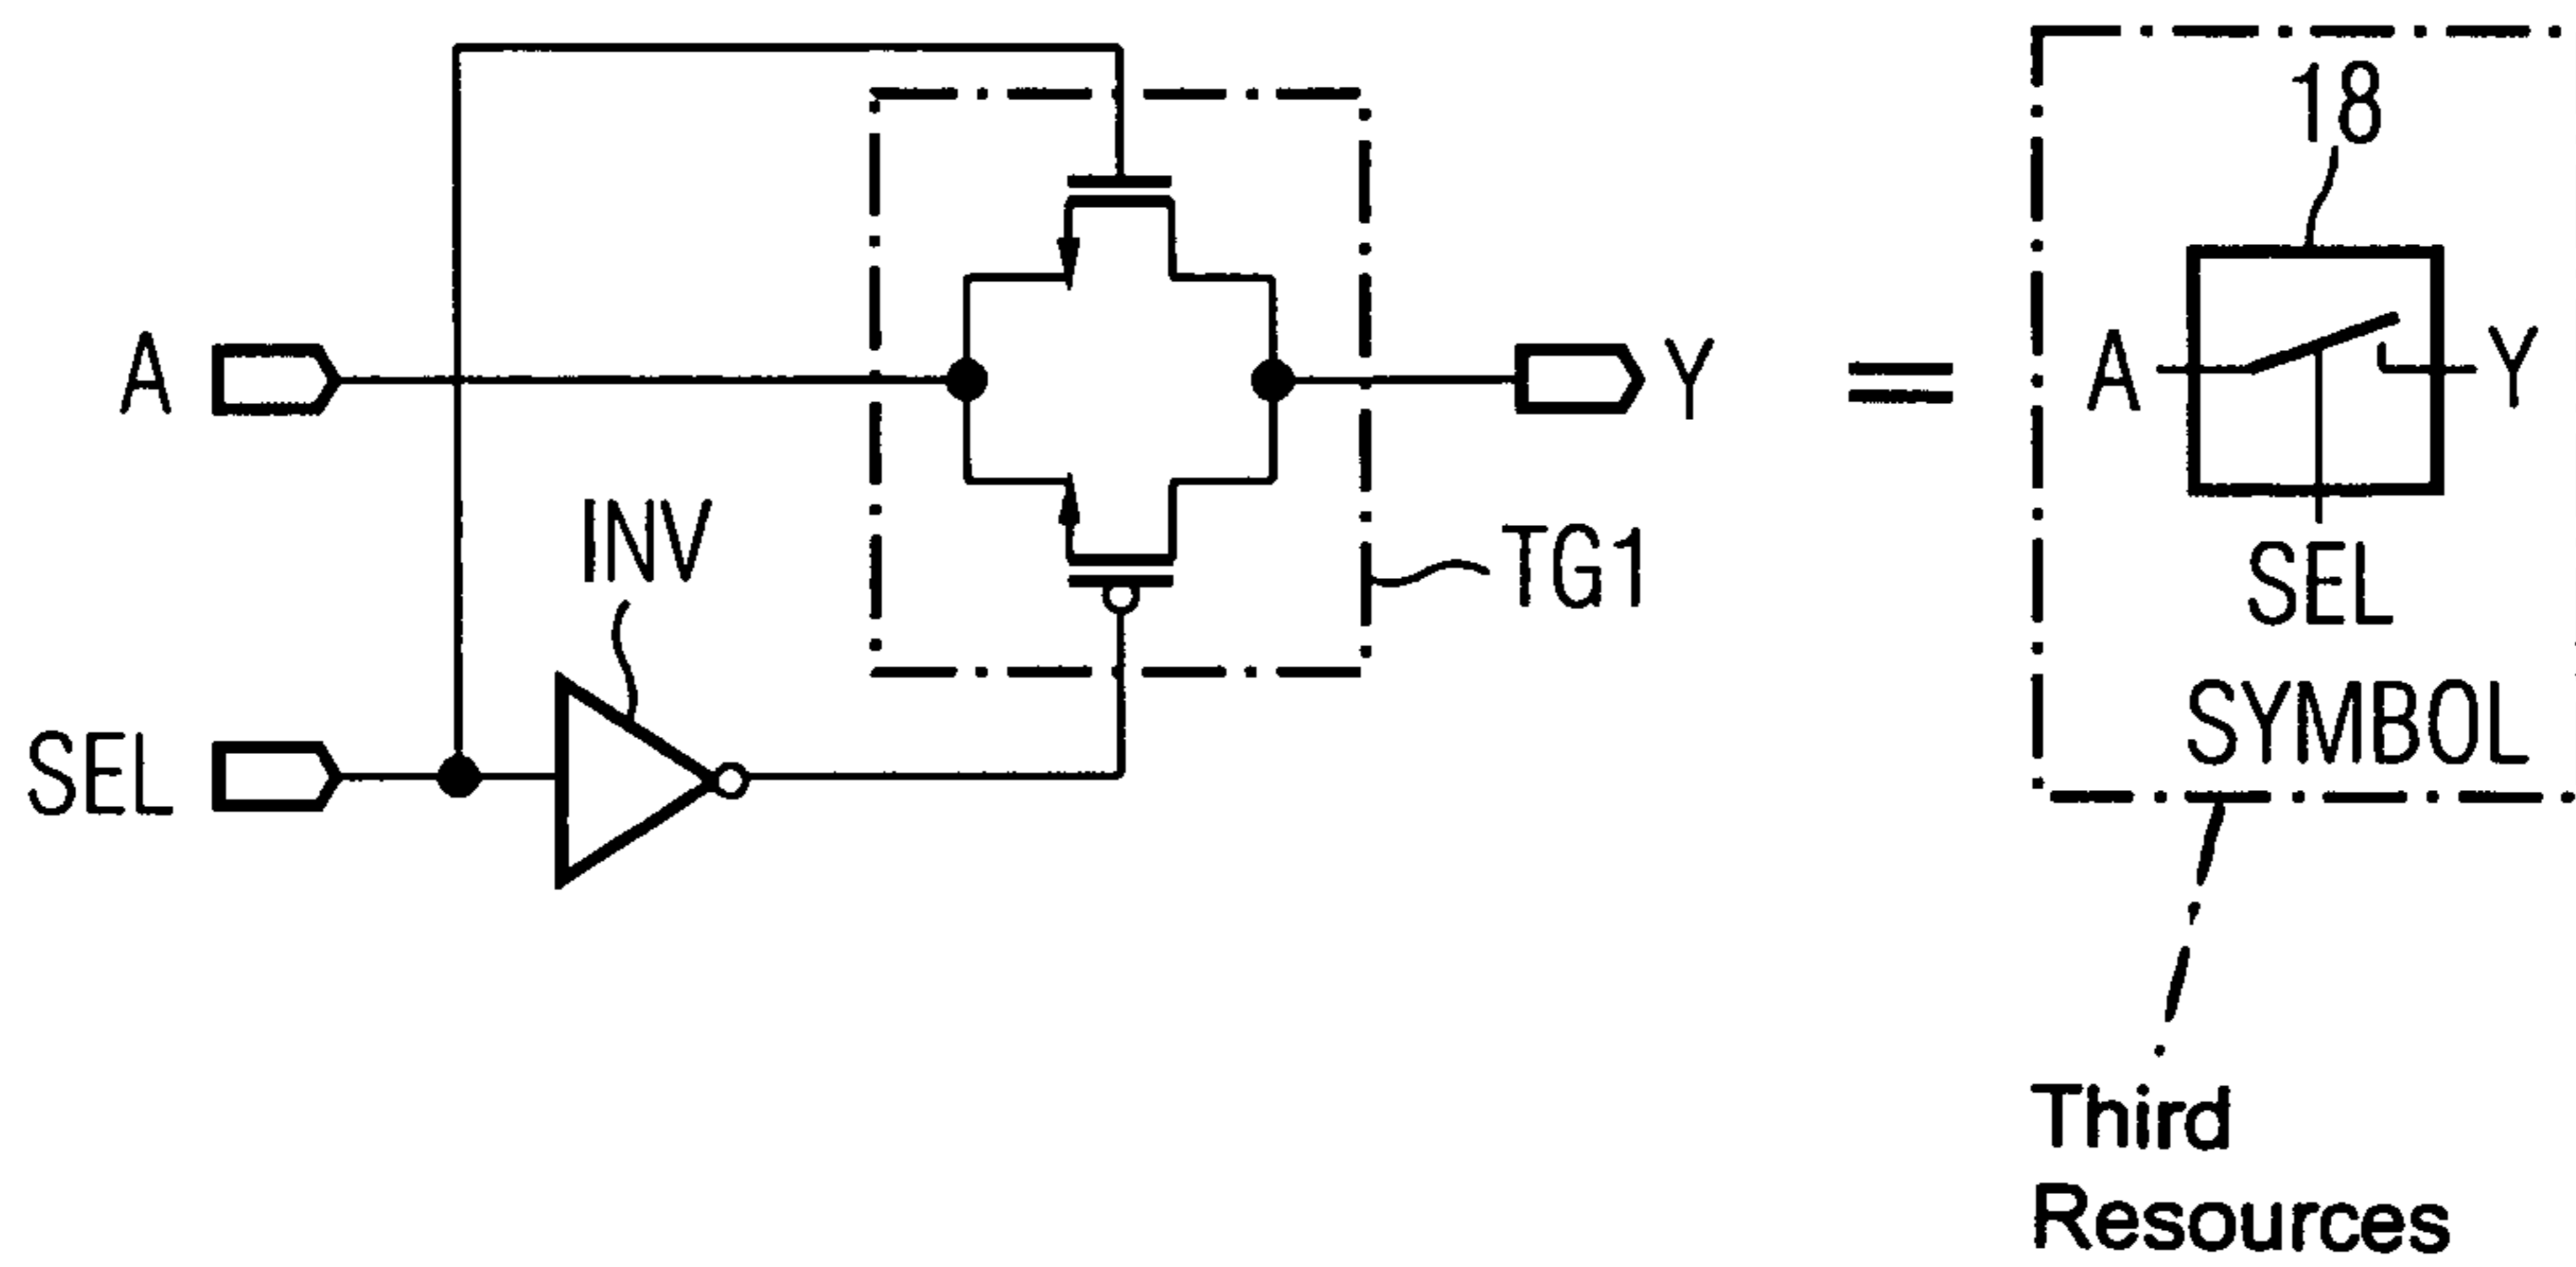 18
A
Y
=
A
Y
INV
TG1
SEL
SEL
SYMBOL
Third
Resources